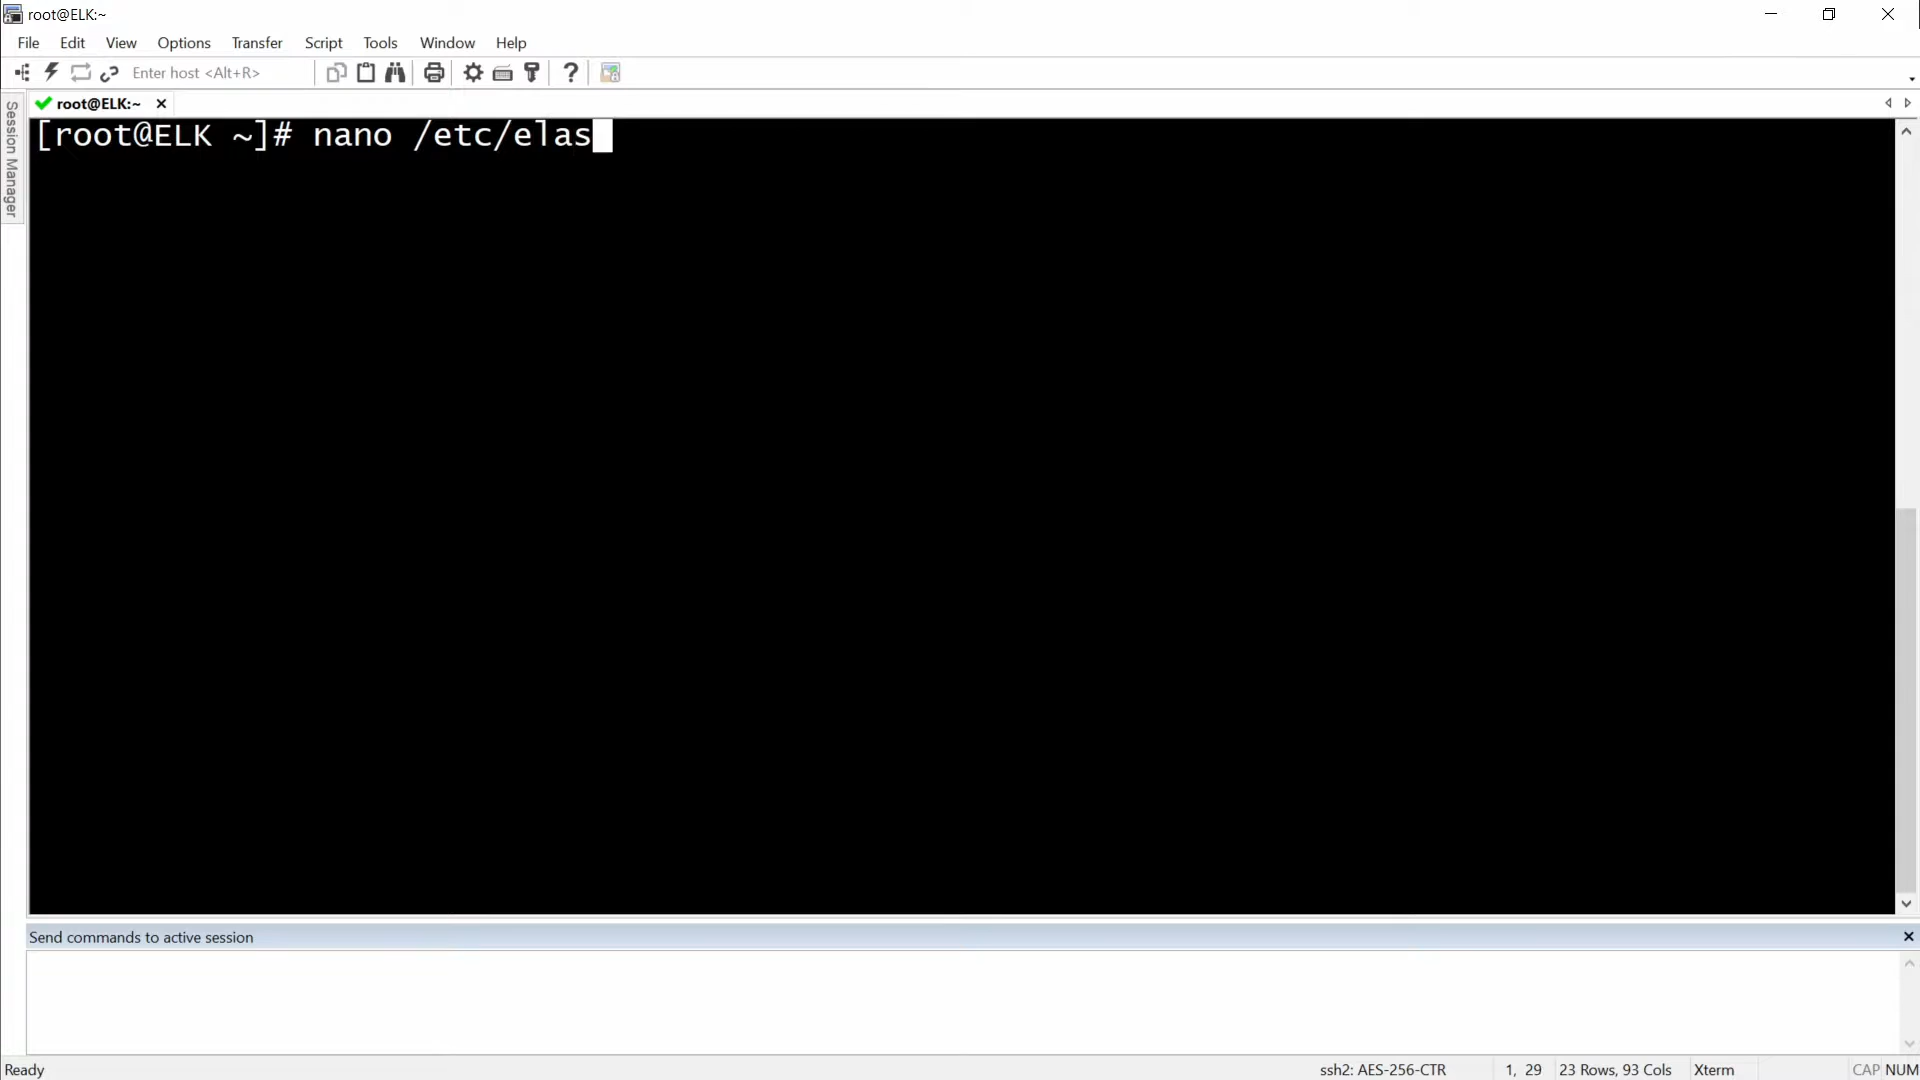 root@ELK:~
File Edit View Options Transfer Script Tools Window Help
Enter host <Alt+R>
Session Manager
root@ELK:~
[root@ELK ~]# nano /etc/elas
Send commands to active session
Ready ssh2: AES-256-CTR 1, 29 23 Rows, 93 Cols Xterm CAP NUM